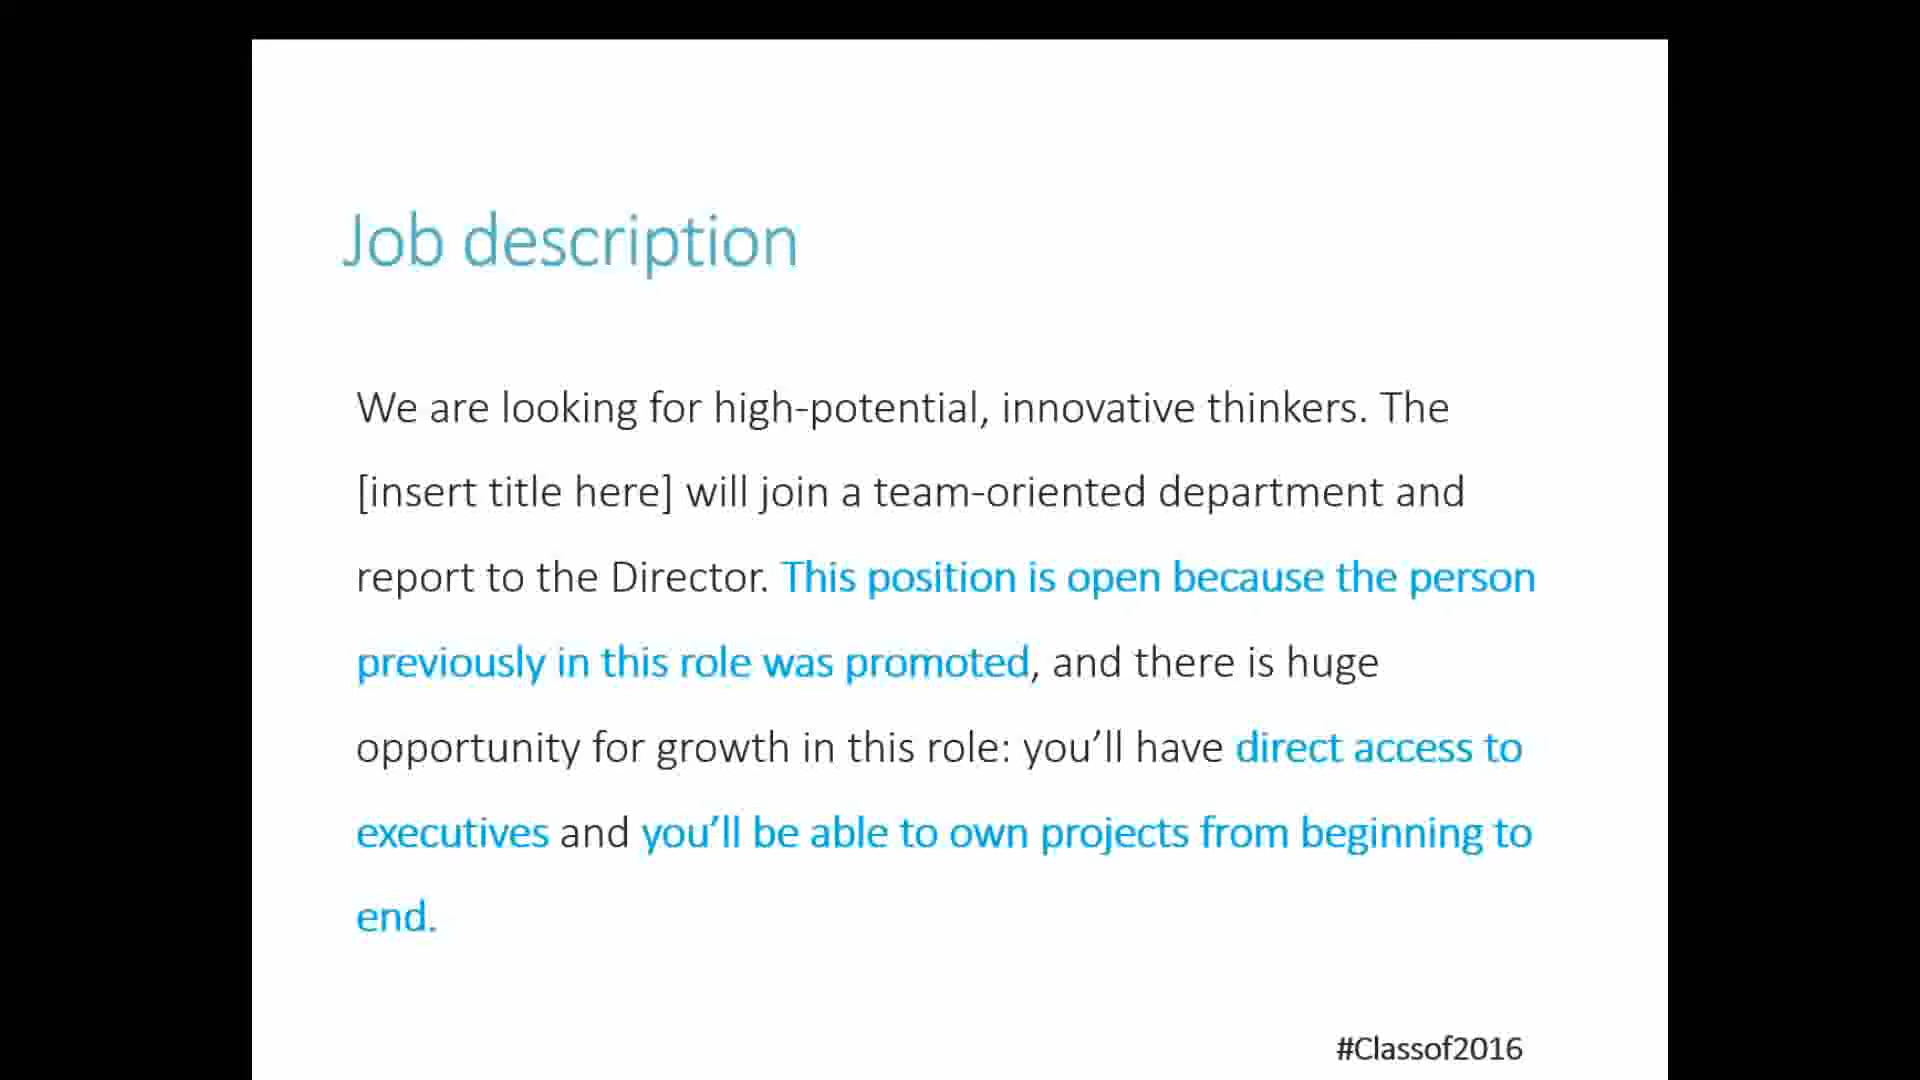 Job description
We are looking for high-potential, innovative thinkers. The
[insert title here] will join a team-oriented department and
report to the Director. This position is open because the person
previously in this role was promoted, and there is huge
opportunity for growth in this role: you’ll have direct access to
executives and you’ll be able to own projects from beginning to
end.
#Classof2016